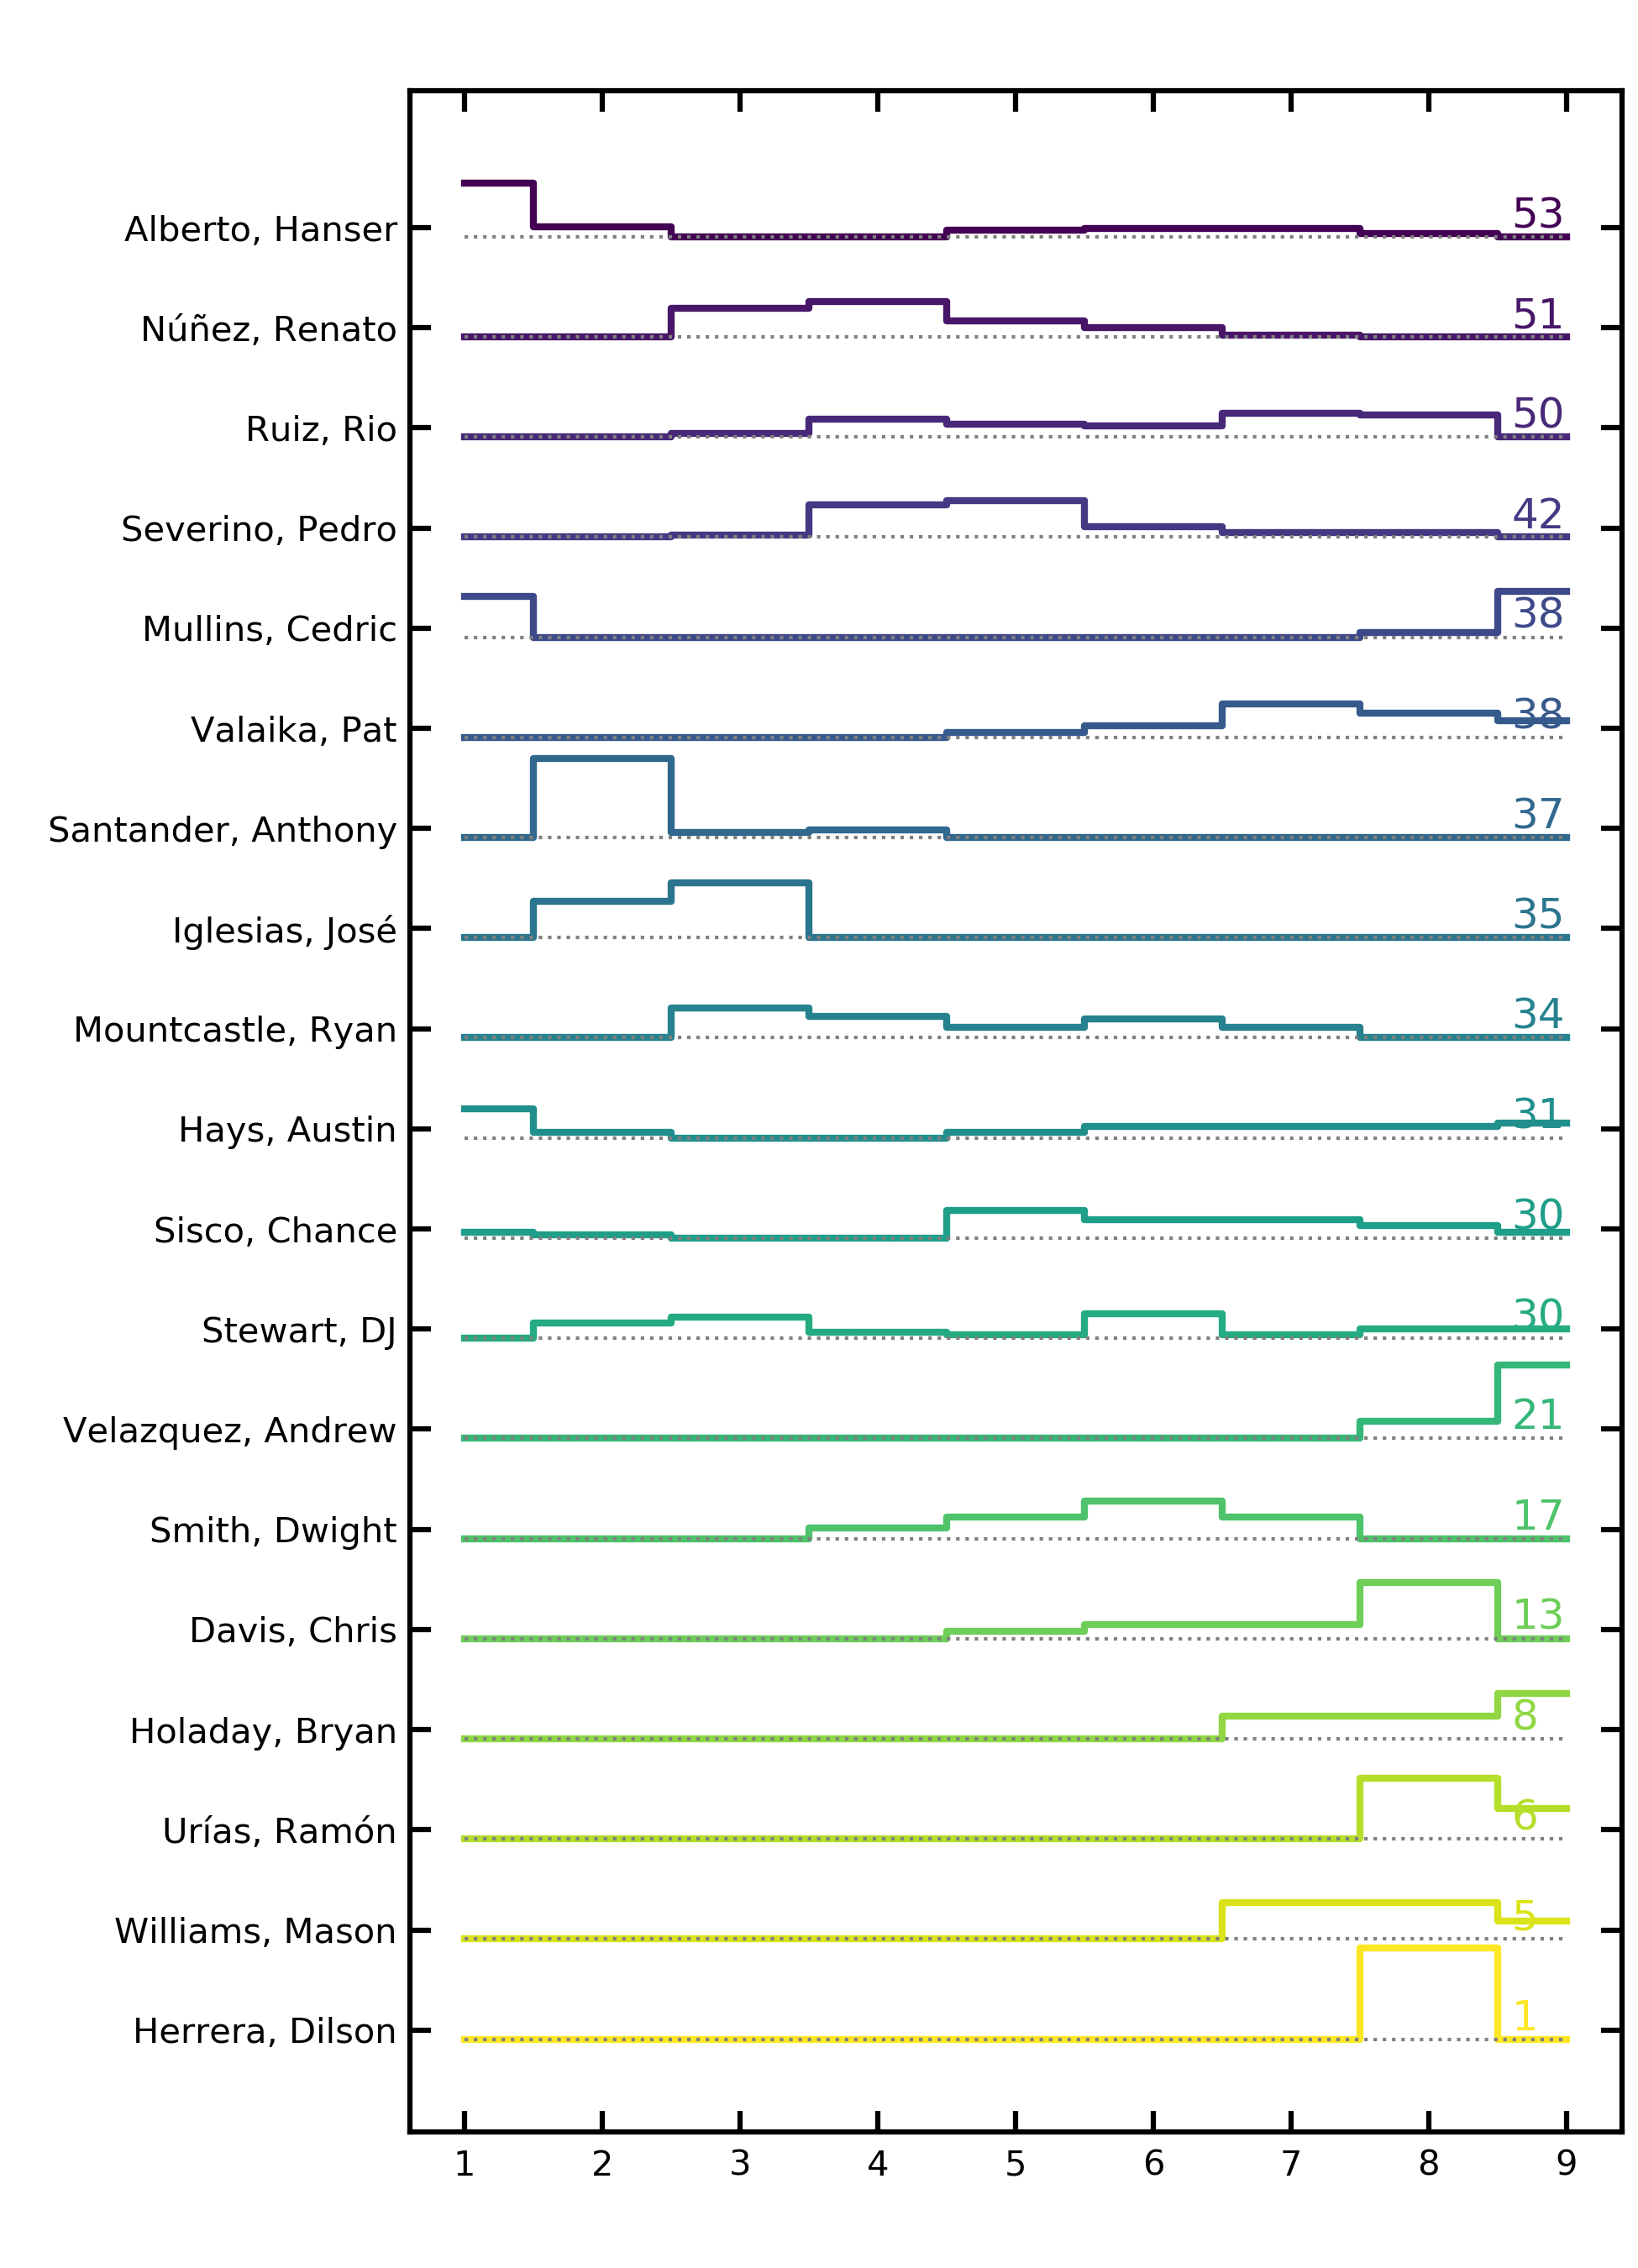 Alberto, Hanser 53
Núñez, Renato 51
Ruiz, Rio 50
Severino, Pedro 42
Mullins, Cedric 38
Valaika, Pat 38
Santander, Anthony 37
Iglesias, José 35
Mountcastle, Ryan 34
Hays, Austin 31
Sisco, Chance 30
Stewart, DJ 30
Velazquez, Andrew 21
Smith, Dwight 17
Davis, Chris 13
Holaday, Bryan 8
Urías, Ramón 6
Williams, Mason 5
Herrera, Dilson 1
1 2 3 4 5 6 7 8 9